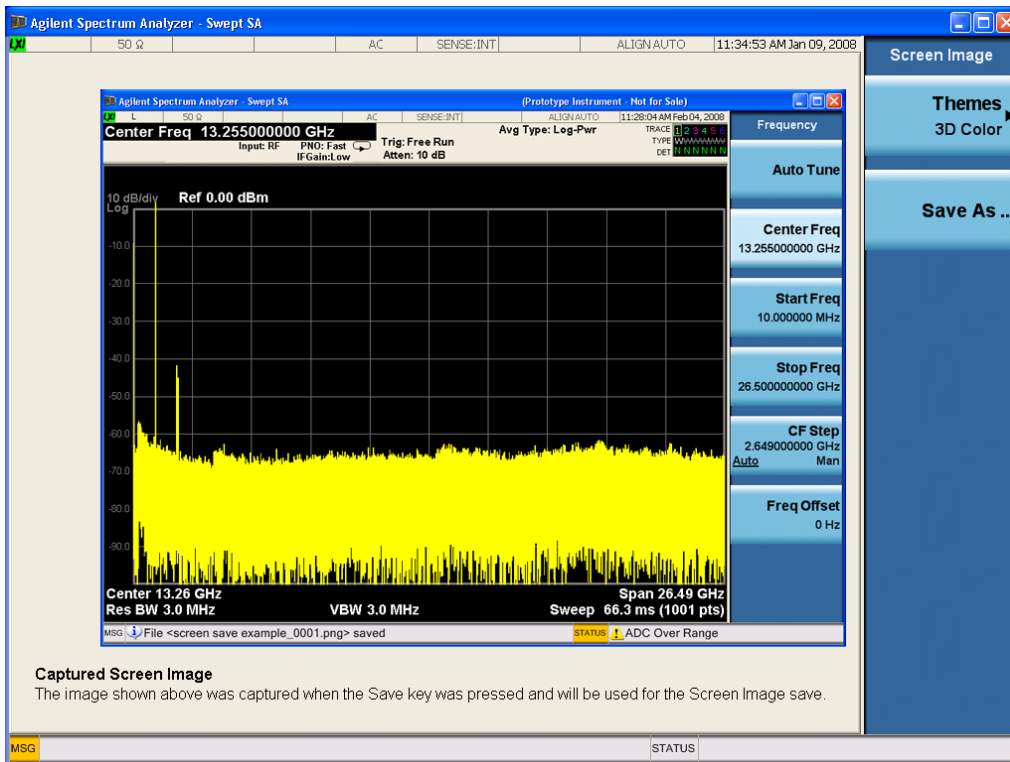 Agilent Spectrum Analyzer - Swept SA
LXI 50 Ω AC SENSE:INT ALIGN AUTO 11:34:53 AM Jan 09, 2008
Screen Image
Themes
3D Color
Save As ..
Agilent Spectrum Analyzer - Swept SA (Prototype Instrument - Not for Sale)
LXI L 50 Ω AC SENSE:INT ALIGNAUTO 11:28:04 AM Feb 04, 2008
Frequency
Center Freq 13.255000000 GHz
Input: RF PNO: Fast
IFGain:Low
Trig: Free Run
Atten: 10 dB
Avg Type: Log-Pwr
TRACE 1 2 3 4 5 6
TYPE W
DET N N N N N N
Auto Tune
10 dB/div Ref 0.00 dBm
Log
-10.0
-20.0
-30.0
-40.0
-50.0
-60.0
-70.0
-80.0
-90.0
Center Freq
13.255000000 GHz
Start Freq
10.000000 MHz
Stop Freq
26.500000000 GHz
CF Step
2.649000000 GHz
Auto Man
Freq Offset
0 Hz
Center 13.26 GHz Span 26.49 GHz
Res BW 3.0 MHz VBW 3.0 MHz Sweep 66.3 ms (1001 pts)
MSG File <screen save example_0001.png> saved STATUS ADC Over Range
Captured Screen Image
The image shown above was captured when the Save key was pressed and will be used for the Screen Image save.
MSG STATUS